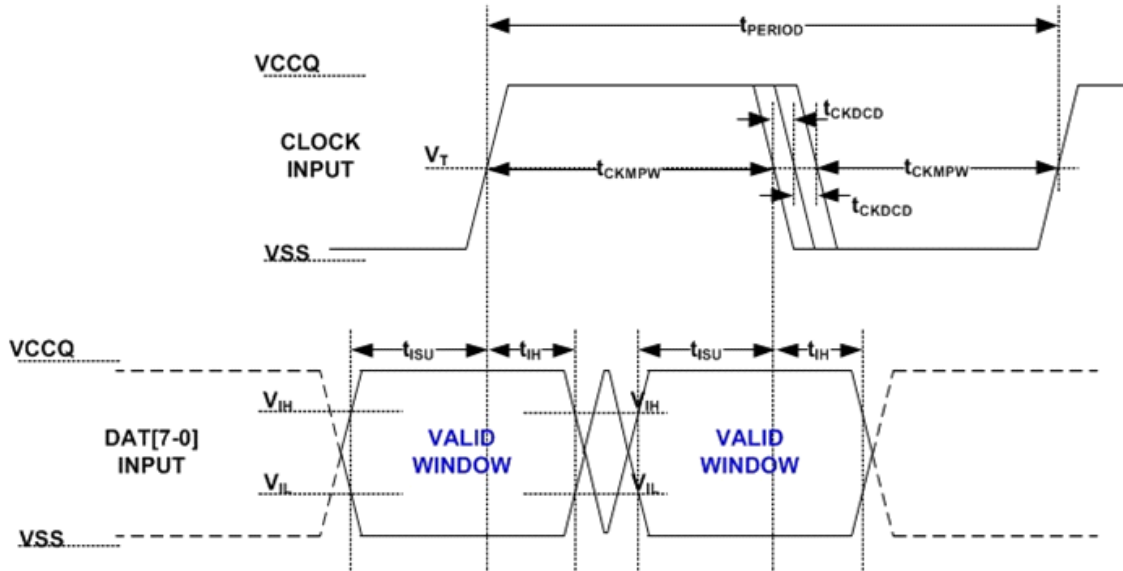 tPERIOD
VCCQ
tCKDCD
CLOCK
INPUT
VT
tCKMPW
tCKMPW
tCKDCD
VSS
VCCQ
tISU
tIH
tISU
tIH
VIH
VIH
DAT[7-0]
INPUT
VALID
WINDOW
VALID
WINDOW
VIL
VIL
VSS